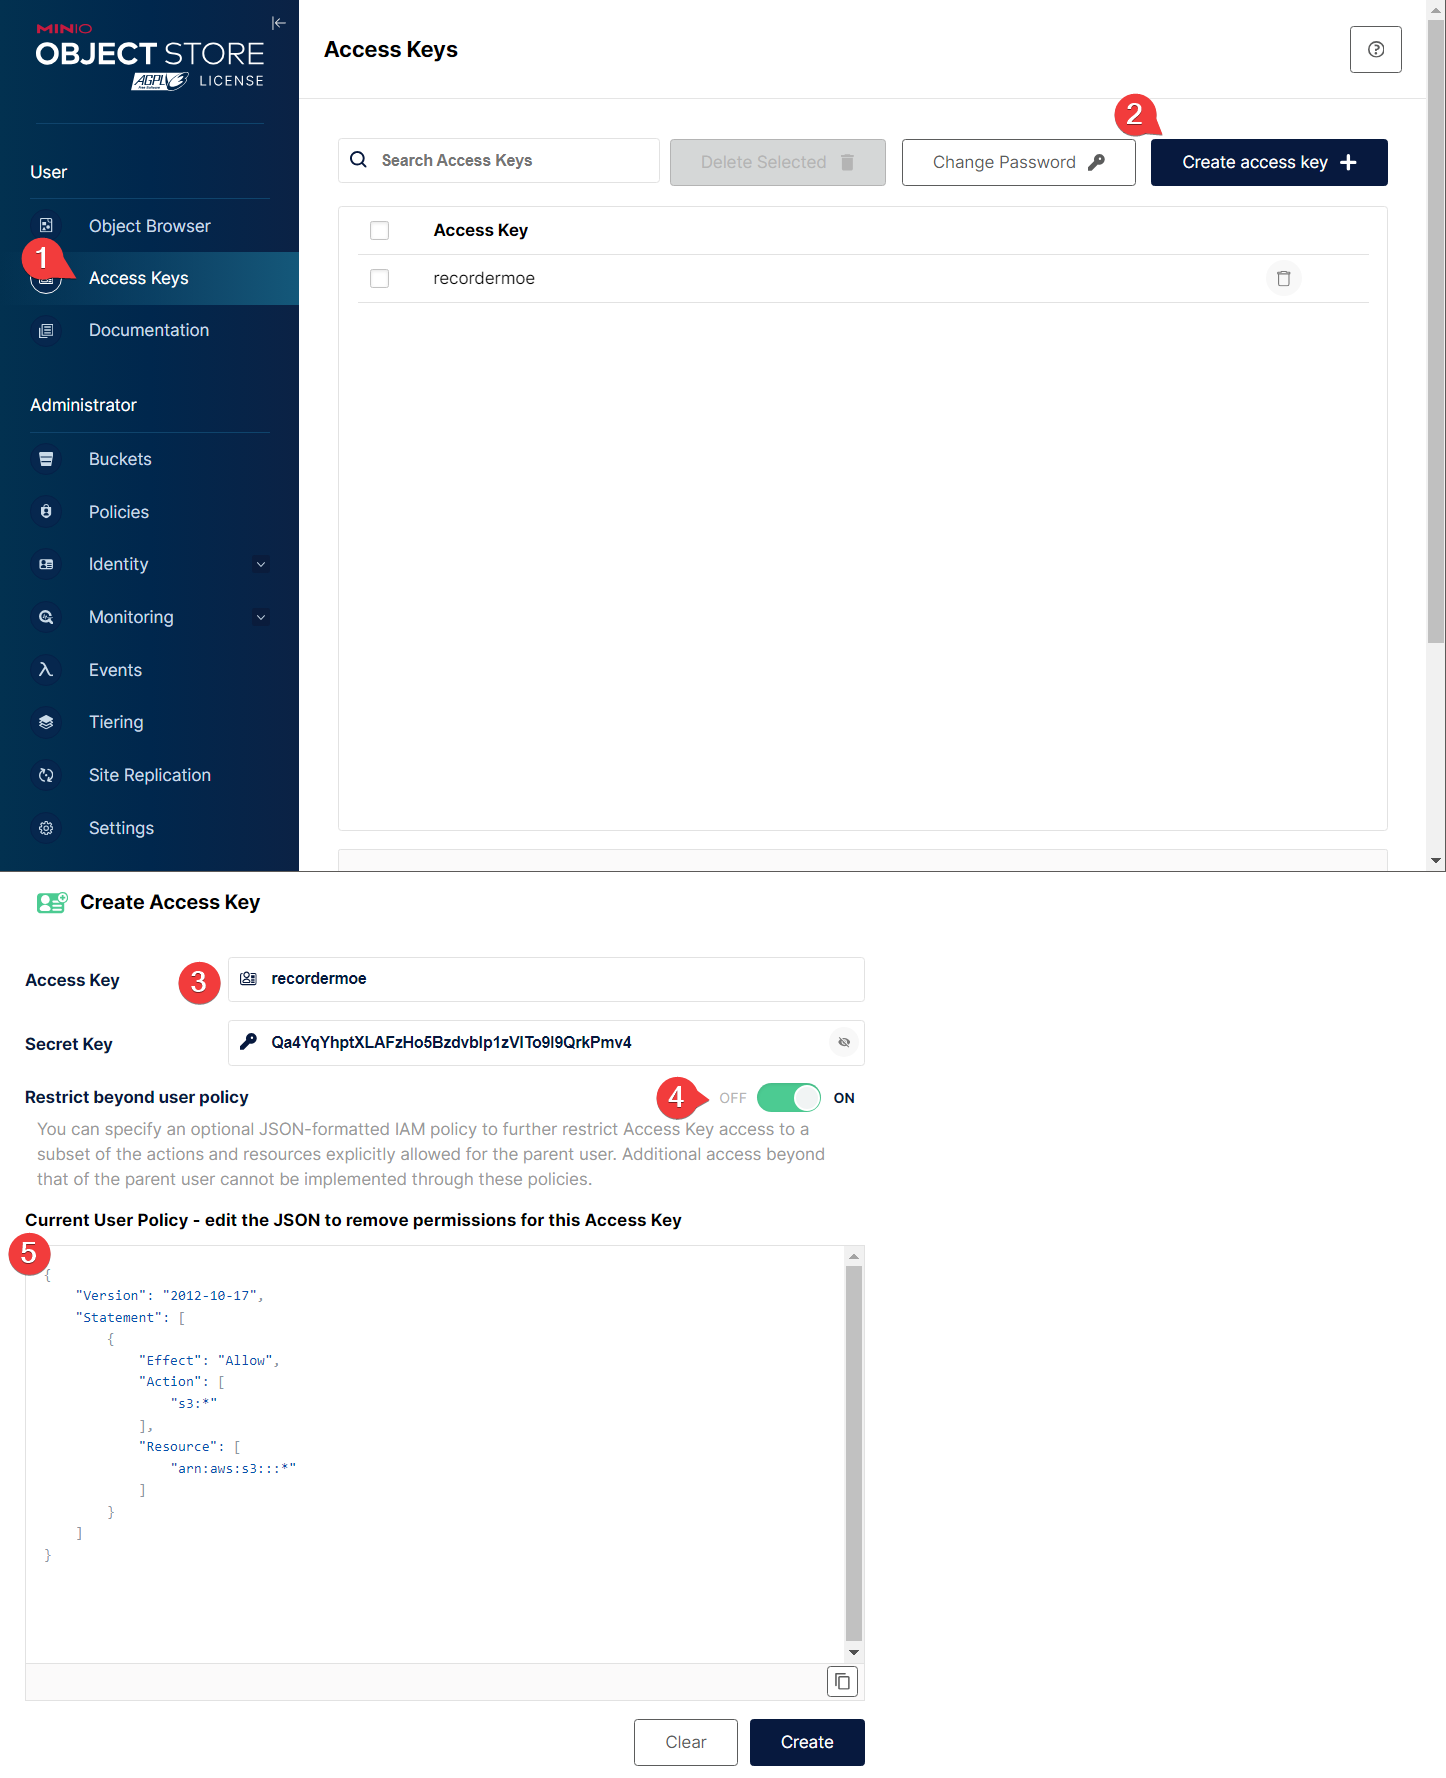 MINIO
OBJECT STORE
AGPLv3
Free Software
LICENSE
User
Object Browser
1
Access Keys
Documentation
Administrator
Buckets
Policies
Identity
Monitoring
Events
Tiering
Site Replication
Settings
Access Keys
2
Search Access Keys
Delete Selected
Change Password
Create access key
Access Key
recordermoe
Create Access Key
Access Key
3
recordermoe
Secret Key
Qa4YqYhptXLAFzHo5Bzdvblp1zVlTo9l9QrkPmv4
Restrict beyond user policy
4
OFF
ON
You can specify an optional JSON-formatted IAM policy to further restrict Access Key access to a
subset of the actions and resources explicitly allowed for the parent user. Additional access beyond
that of the parent user cannot be implemented through these policies.
Current User Policy - edit the JSON to remove permissions for this Access Key
5
{
"Version": "2012-10-17",
"Statement": [
{
"Effect": "Allow",
"Action": [
"s3:*"
],
"Resource": [
"arn:aws:s3:::*"
]
}
]
}
Clear
Create